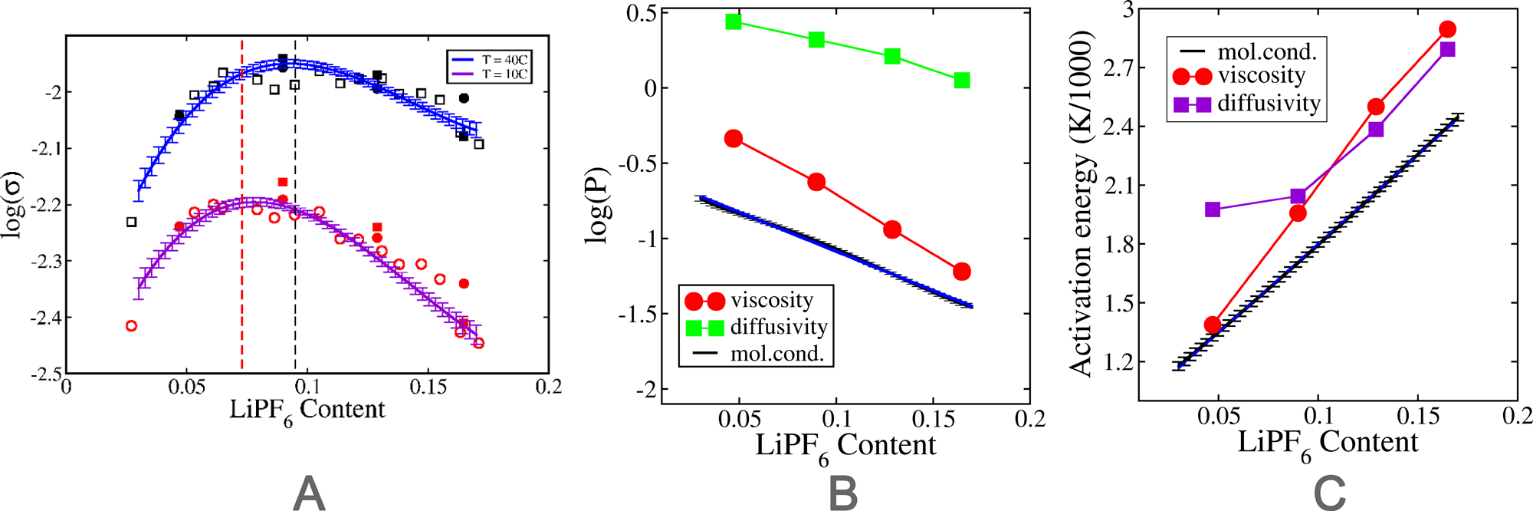 T = 40C
T = 10C
-2
-2.1
-2.2
-2.3
-2.4
-2.5
log(σ)
0
0.05
0.1
0.15
0.2
LiPF6 Content
A
0.5
0
-0.5
-1
-1.5
-2
log(P)
viscosity
diffusivity
mol.cond.
0.05
0.1
0.15
0.2
LiPF6 Content
B
3
2.7
2.4
2.1
1.8
1.5
1.2
Activation energy (K/1000)
mol.cond.
viscosity
diffusivity
0.05
0.1
0.15
0.2
LiPF6 Content
C